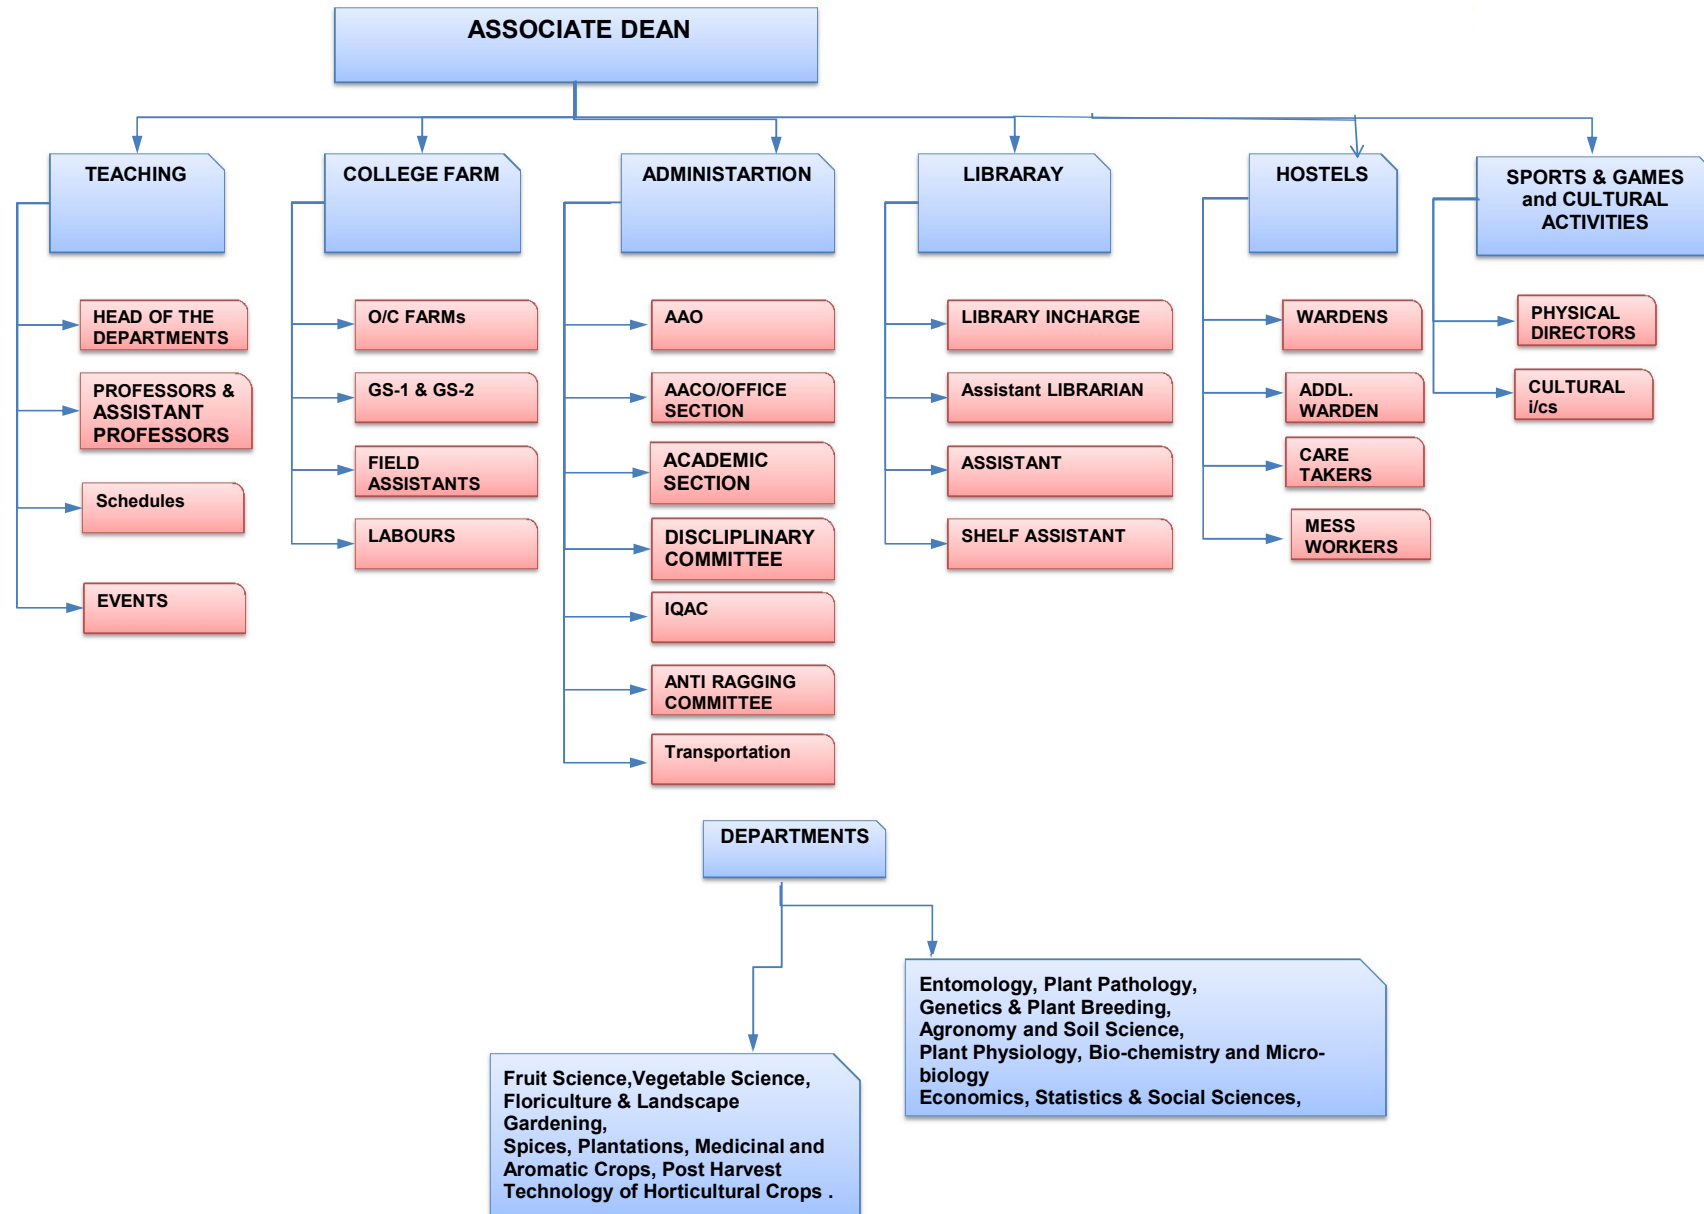 ASSOCIATE DEAN
TEACHING
COLLEGE FARM
ADMINISTARTION
LIBRARAY
HOSTELS
SPORTS & GAMES
and CULTURAL
ACTIVITIES
HEAD OF THE
DEPARTMENTS
PROFESSORS &
ASSISTANT
PROFESSORS
Schedules
EVENTS
O/C FARMs
GS-1 & GS-2
FIELD
ASSISTANTS
LABOURS
AAO
AACO/OFFICE
SECTION
ACADEMIC
SECTION
DISCLIPLINARY
COMMITTEE
IQAC
ANTI RAGGING
COMMITTEE
Transportation
LIBRARY INCHARGE
Assistant LIBRARIAN
ASSISTANT
SHELF ASSISTANT
WARDENS
ADDL.
WARDEN
CARE
TAKERS
MESS
WORKERS
PHYSICAL
DIRECTORS
CULTURAL
i/cs
DEPARTMENTS
Fruit Science,Vegetable Science,
Floriculture & Landscape
Gardening,
Spices, Plantations, Medicinal and
Aromatic Crops, Post Harvest
Technology of Horticultural Crops .
Entomology, Plant Pathology,
Genetics & Plant Breeding,
Agronomy and Soil Science,
Plant Physiology, Bio-chemistry and Micro-
biology
Economics, Statistics & Social Sciences,